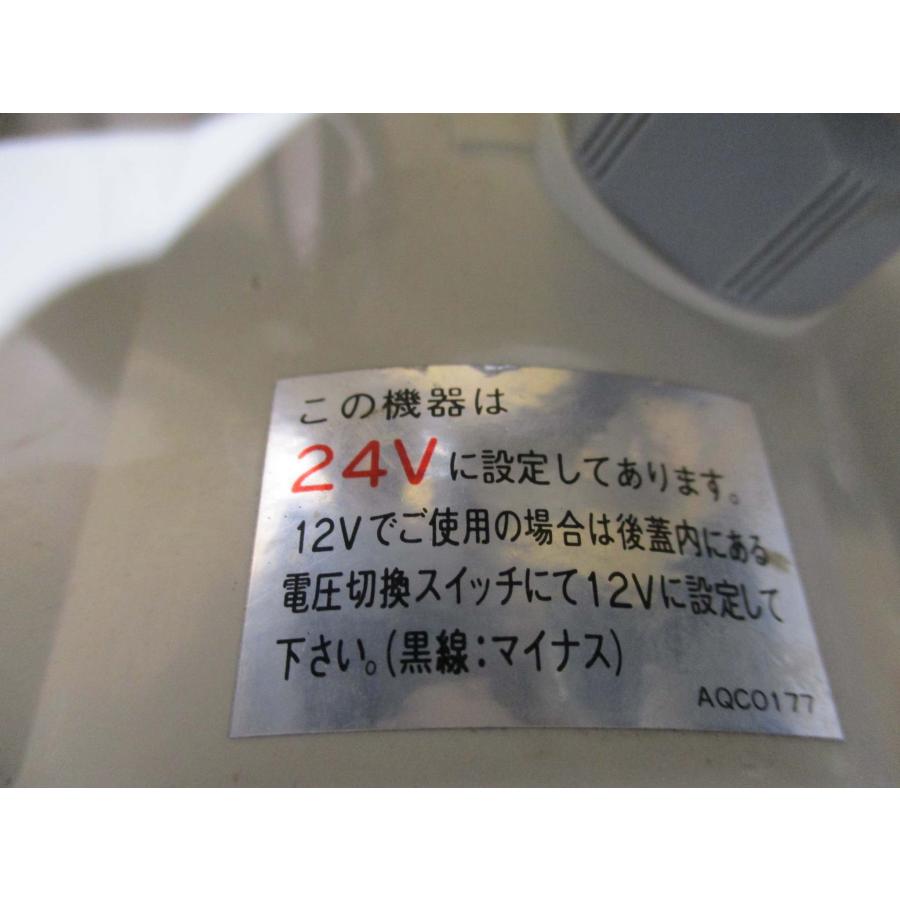 この機器は
24Vに設定してあります。
12Vでご使用の場合は後蓋内にある
電圧切換スイッチにて12Vに設定して
下さい。(黒線:マイナス)
AQC0177